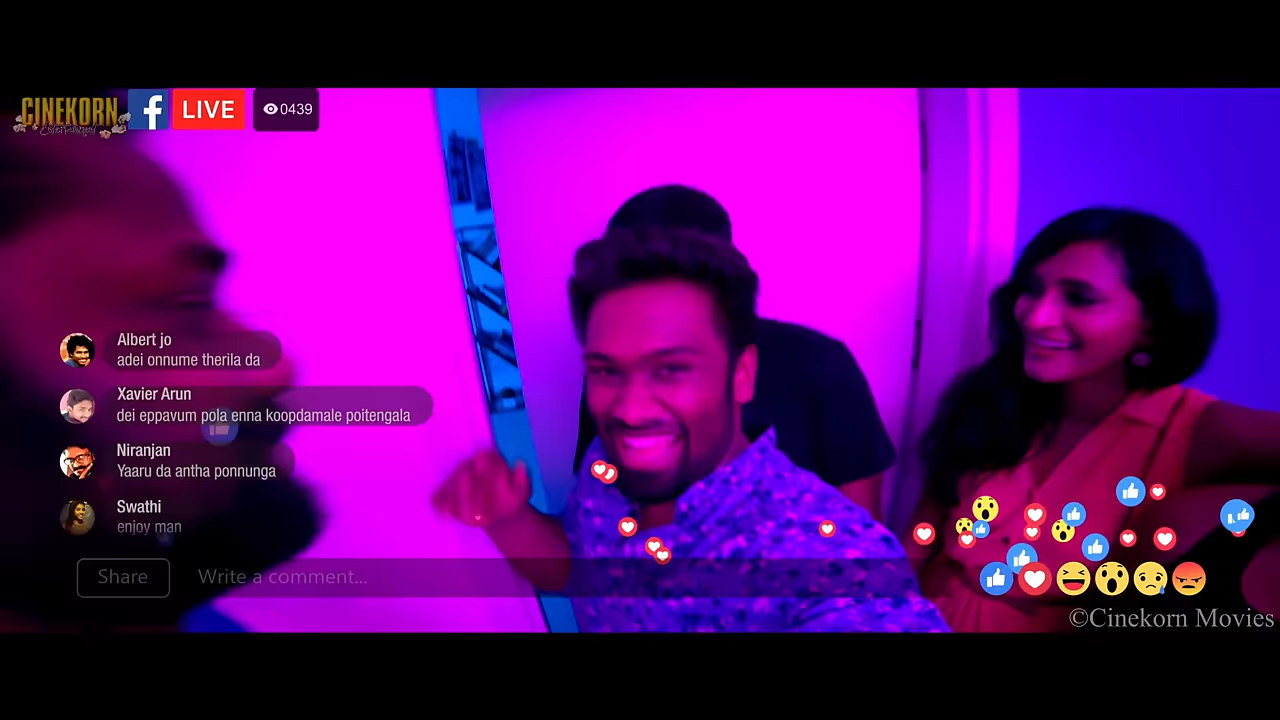 CINEKORN
Entertainment
f LIVE 0439
Albert jo
adei onnume therila da
Xavier Arun
dei eppavum pola enna koopdamale poitengala
Niranjan
Yaaru da antha ponnunga
Swathi
enjoy man
Share Write a comment...
©Cinekorn Movies